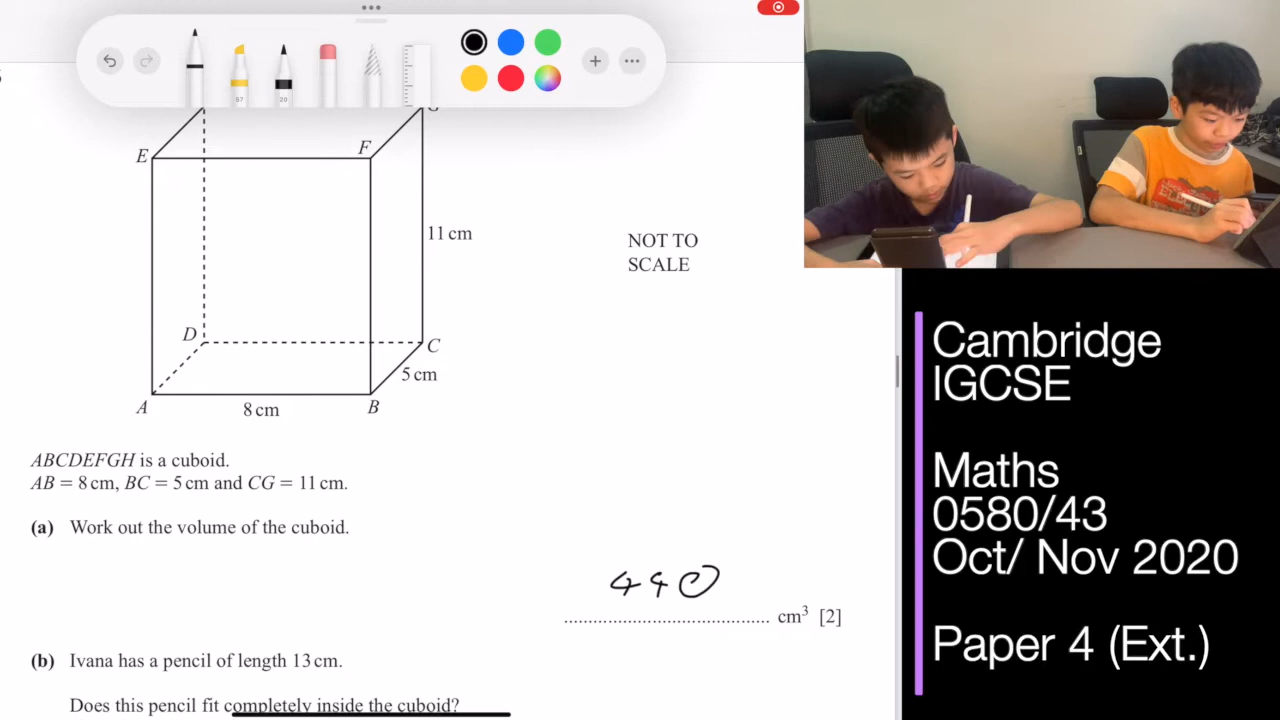 57
20
E
F
11 cm
NOT TO
SCALE
D
C
5 cm
A
8 cm
B
ABCDEFGH is a cuboid.
AB = 8 cm, BC = 5 cm and CG = 11 cm.
(a) Work out the volume of the cuboid.
440
.......................................... cm³ [2]
(b) Ivana has a pencil of length 13 cm.
Does this pencil fit completely inside the cuboid?
Cambridge
IGCSE
Maths
0580/43
Oct/ Nov 2020
Paper 4 (Ext.)